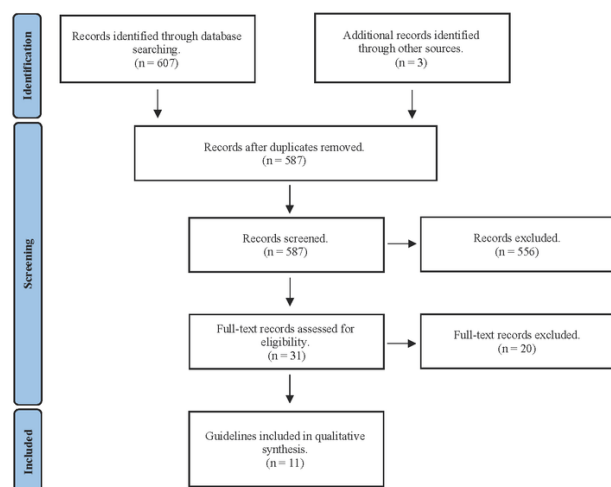 Identification
Records identified through database
searching.
(n = 607)
Additional records identified
through other sources.
(n = 3)
Screening
Records after duplicates removed.
(n = 587)
Records screened.
(n = 587)
Records excluded.
(n = 556)
Full-text records assessed for
eligibility.
(n = 31)
Full-text records excluded.
(n = 20)
Included
Guidelines included in qualitative
synthesis.
(n = 11)